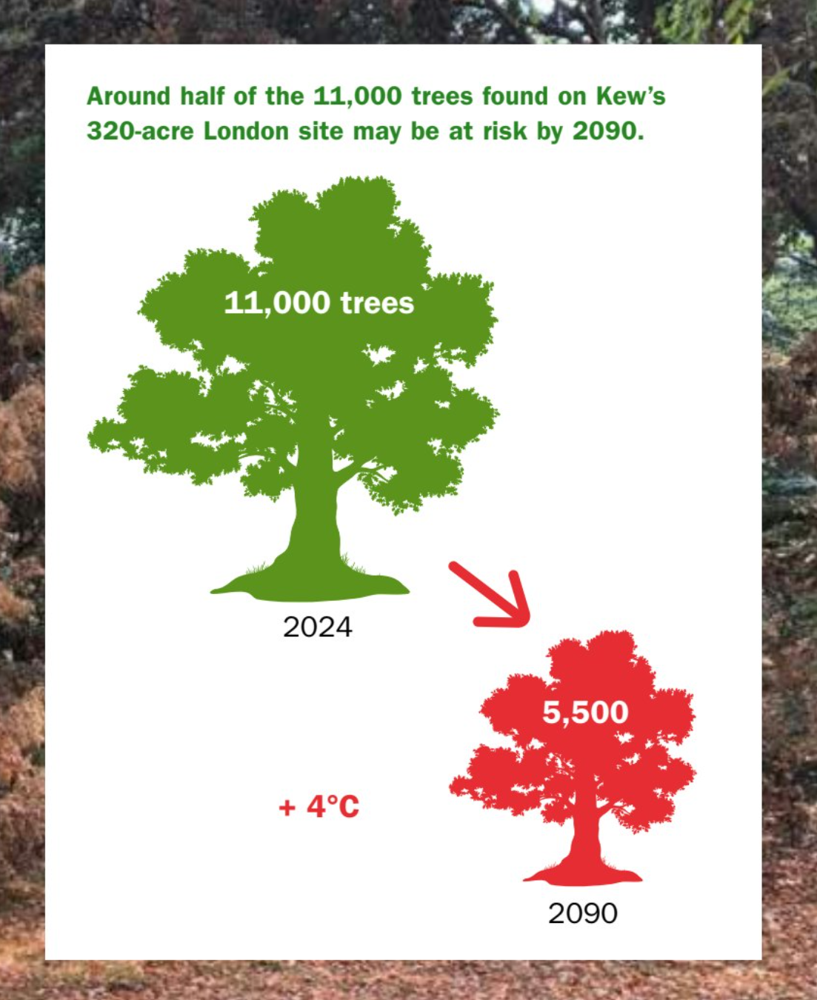 Around half of the 11,000 trees found on Kew’s
320-acre London site may be at risk by 2090.
11,000 trees
2024
5,500
+ 4°C
2090